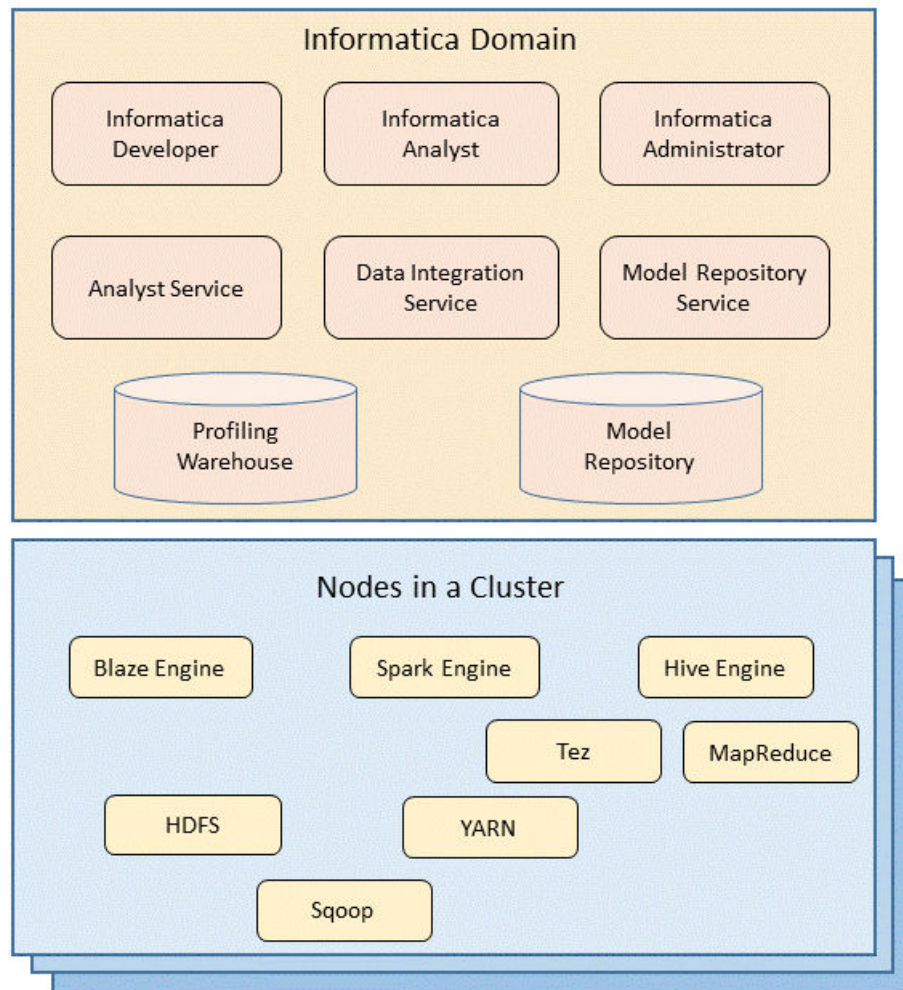 Informatica Domain
Informatica
Developer
Informatica
Analyst
Informatica
Administrator
Analyst Service
Data Integration
Service
Model Repository
Service
Profiling
Warehouse
Model
Repository
Nodes in a Cluster
Blaze Engine
Spark Engine
Hive Engine
Tez
MapReduce
HDFS
YARN
Sqoop